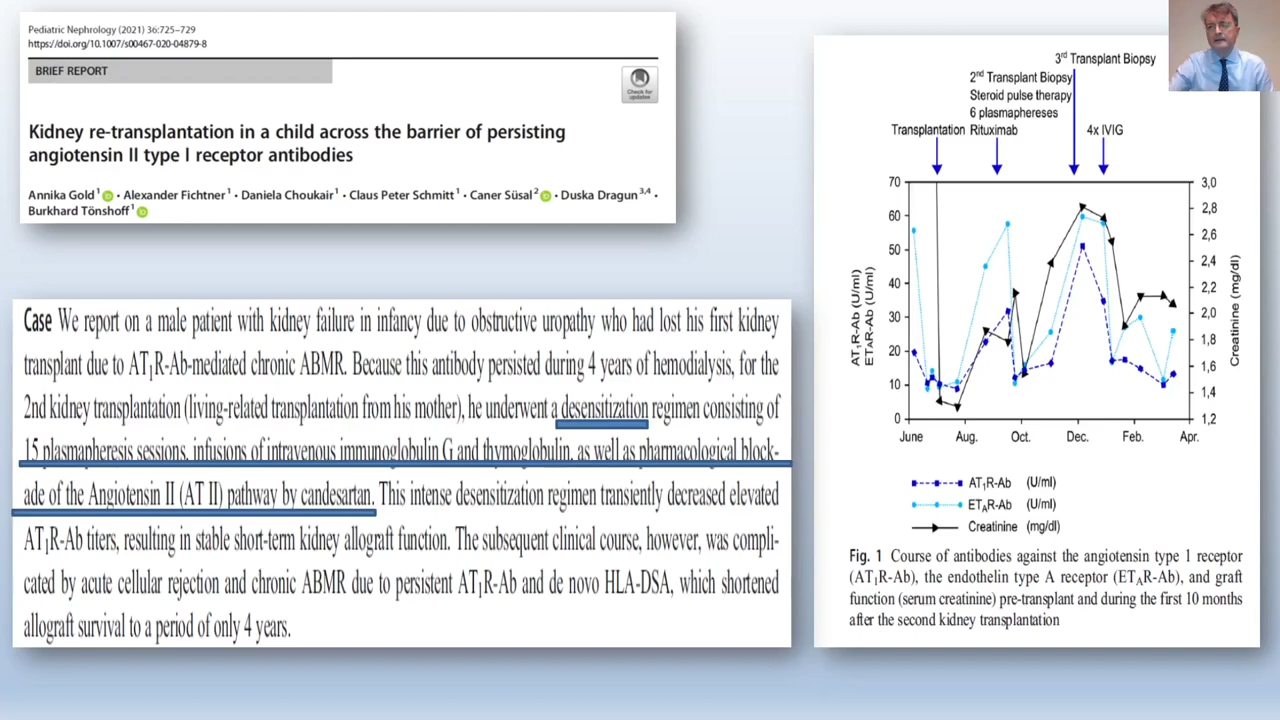 Pediatric Nephrology (2021) 36:725–729
https://doi.org/10.1007/s00467-020-04879-8
BRIEF REPORT
Check for
updates
Kidney re-transplantation in a child across the barrier of persisting
angiotensin II type I receptor antibodies
Annika Gold1 · Alexander Fichtner1 · Daniela Choukair1 · Claus Peter Schmitt1 · Caner Süsal2 · Duska Dragun3,4 ·
Burkhard Tönshoff1
Case We report on a male patient with kidney failure in infancy due to obstructive uropathy who had lost his first kidney
transplant due to AT1R-Ab-mediated chronic ABMR. Because this antibody persisted during 4 years of hemodialysis, for the
2nd kidney transplantation (living-related transplantation from his mother), he underwent a desensitization regimen consisting of
15 plasmapheresis sessions, infusions of intravenous immunoglobulin G and thymoglobulin, as well as pharmacological block-
ade of the Angiotensin II (AT II) pathway by candesartan. This intense desensitization regimen transiently decreased elevated
AT1R-Ab titers, resulting in stable short-term kidney allograft function. The subsequent clinical course, however, was compli-
cated by acute cellular rejection and chronic ABMR due to persistent AT1R-Ab and de novo HLA-DSA, which shortened
allograft survival to a period of only 4 years.
3rd Transplant Biopsy
2nd Transplant Biopsy
Steroid pulse therapy
6 plasmaphereses
Transplantation Rituximab 4x IVIG
70 3,0
60 2,8
2,6
50 2,4
40 2,2
30 2,0
20 1,8
1,6
10 1,4
0 1,2
June Aug. Oct. Dec. Feb. Apr.
AT1R-Ab (U/ml)
ETAR-Ab (U/ml)
Creatinine (mg/dl)
AT1R-Ab (U/ml)
ETAR-Ab (U/ml)
Creatinine (mg/dl)
Fig. 1 Course of antibodies against the angiotensin type 1 receptor
(AT1R-Ab), the endothelin type A receptor (ETAR-Ab), and graft
function (serum creatinine) pre-transplant and during the first 10 months
after the second kidney transplantation